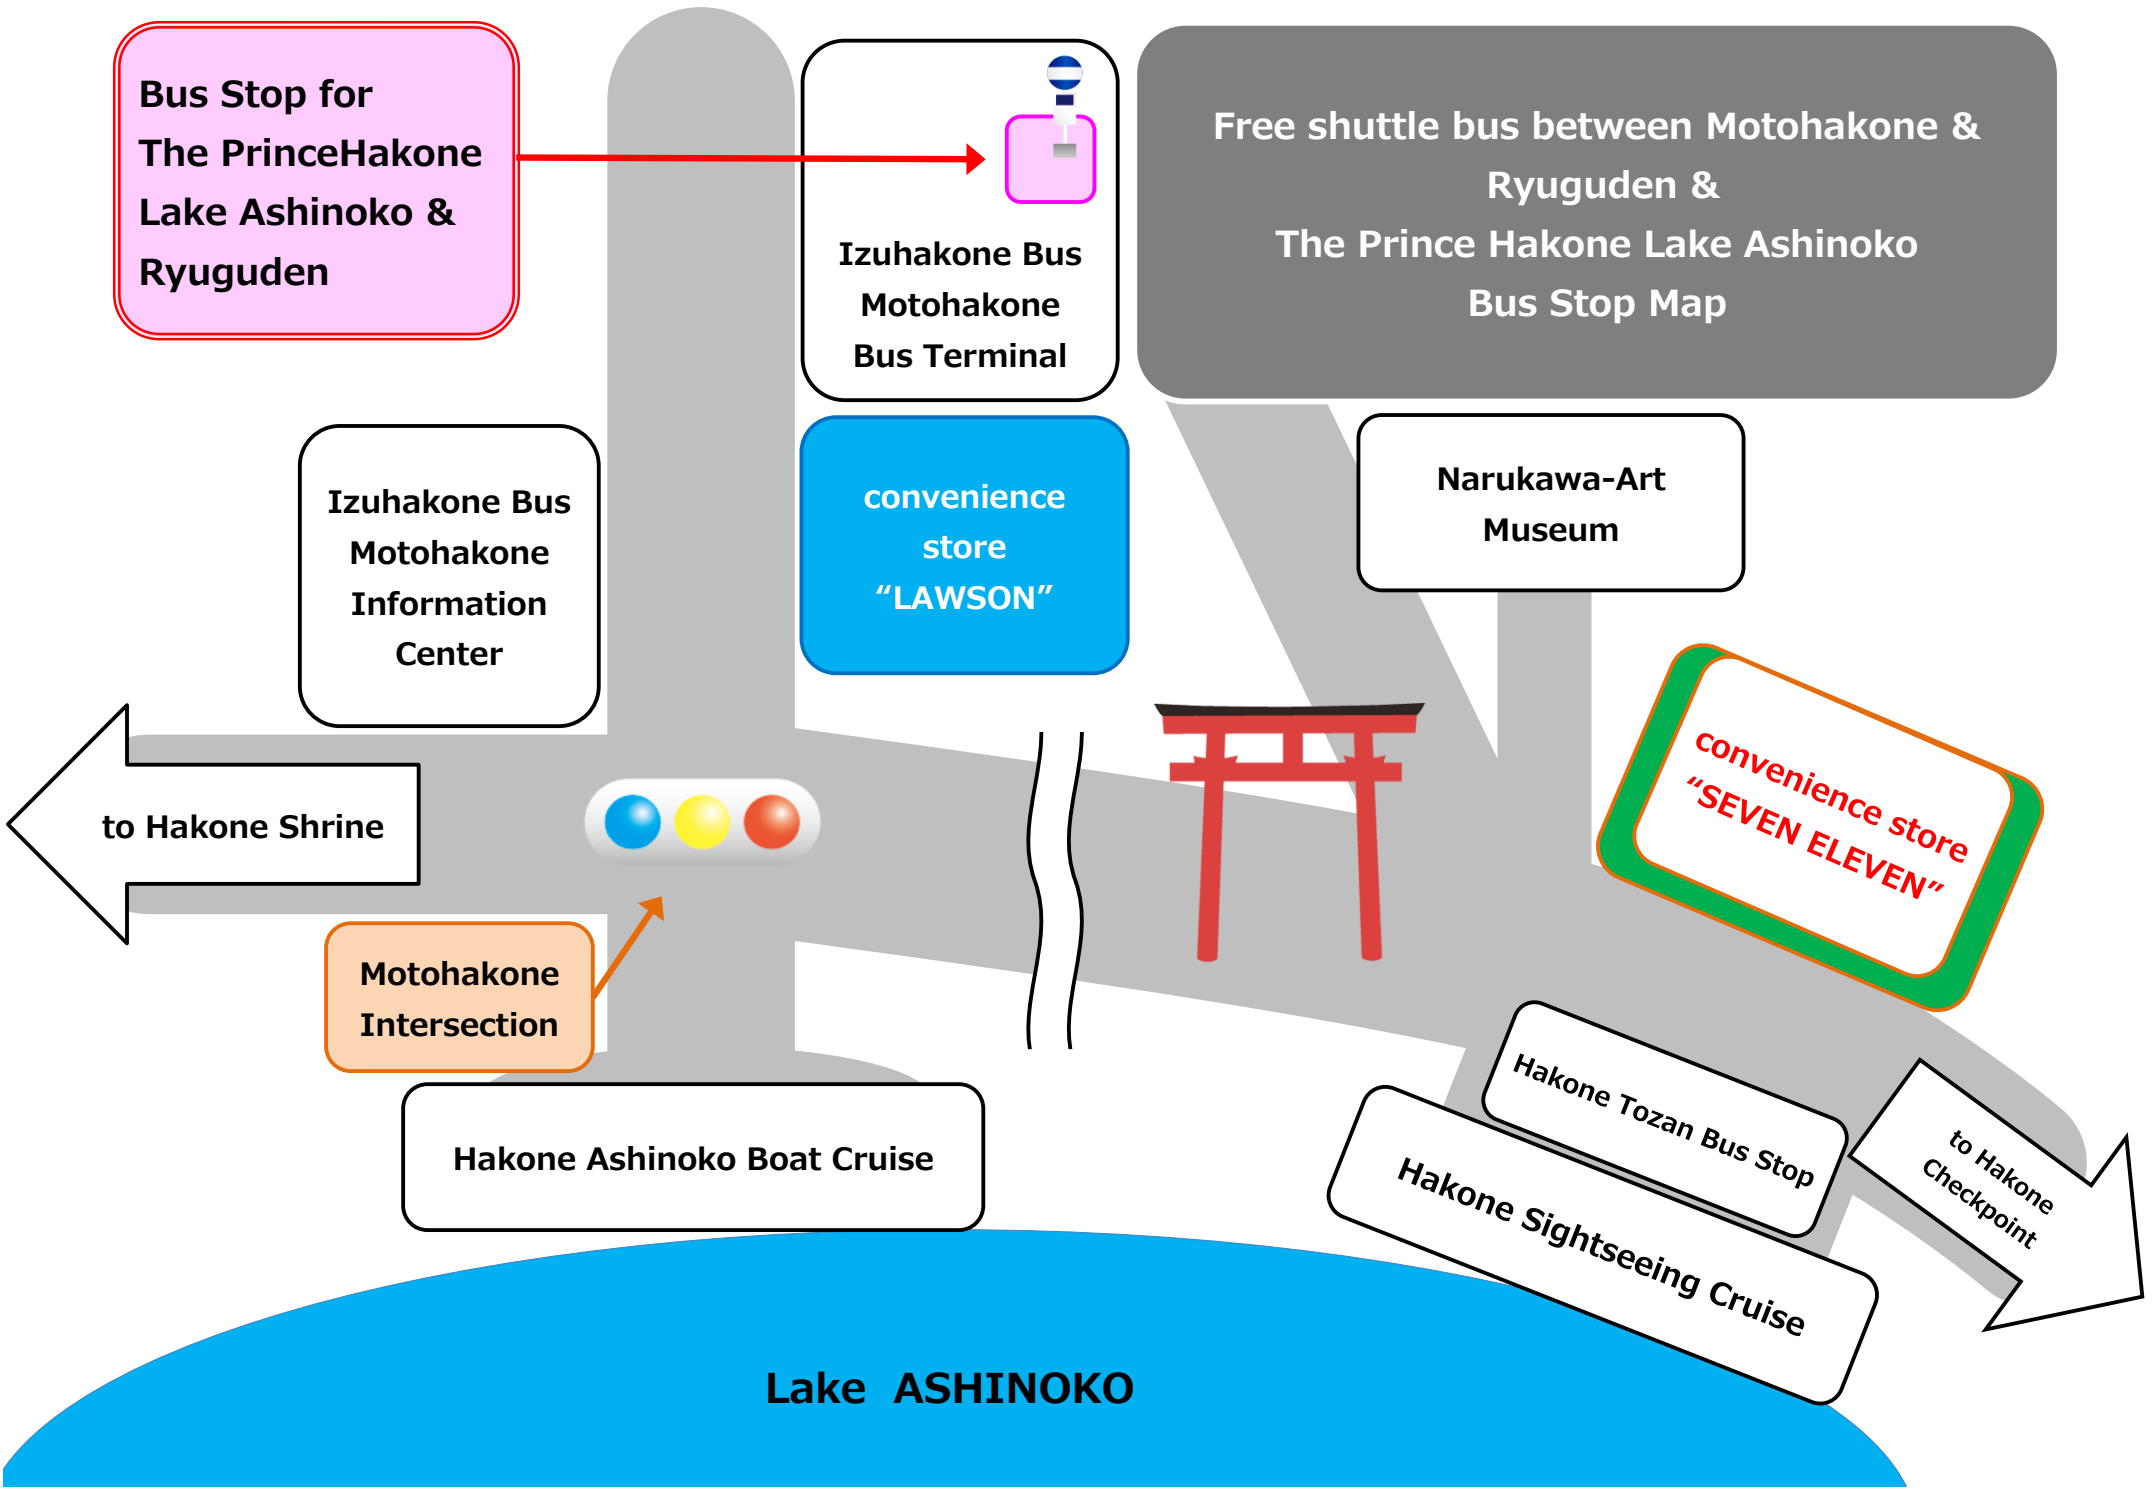 Bus Stop for
The PrinceHakone
Lake Ashinoko &
Ryuguden
Izuhakone Bus
Motohakone
Bus Terminal
Free shuttle bus between Motohakone &
Ryuguden &
The Prince Hakone Lake Ashinoko
Bus Stop Map
Izuhakone Bus
Motohakone
Information
Center
convenience
store
“LAWSON”
Narukawa-Art
Museum
convenience store
“SEVEN ELEVEN”
to Hakone Shrine
Motohakone
Intersection
Hakone Ashinoko Boat Cruise
Hakone Tozan Bus Stop
Hakone Sightseeing Cruise
to Hakone
Checkpoint
Lake ASHINOKO